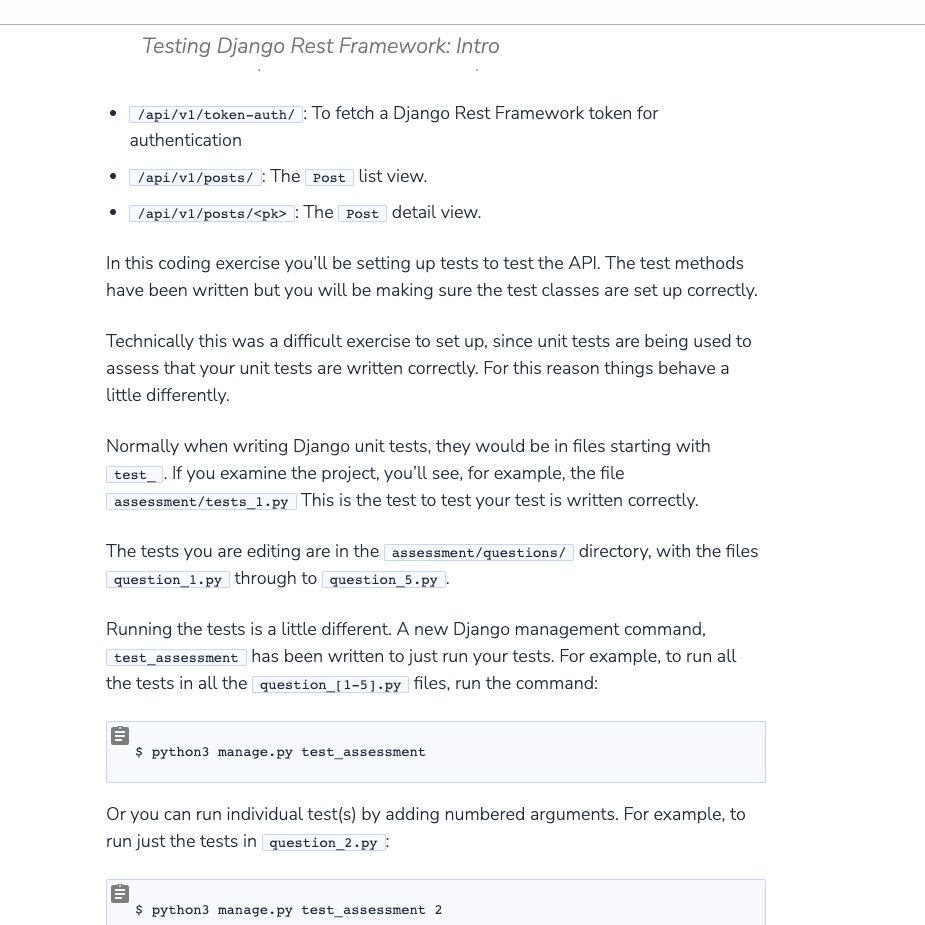 Testing Django Rest Framework: Intro
/api/v1/token-auth/ : To fetch a Django Rest Framework token for
authentication
/api/v1/posts/ : The Post list view.
/api/v1/posts/<pk> : The Post detail view.
In this coding exercise you’ll be setting up tests to test the API. The test methods
have been written but you will be making sure the test classes are set up correctly.
Technically this was a difficult exercise to set up, since unit tests are being used to
assess that your unit tests are written correctly. For this reason things behave a
little differently.
Normally when writing Django unit tests, they would be in files starting with
test_ . If you examine the project, you’ll see, for example, the file
assessment/tests_1.py This is the test to test your test is written correctly.
The tests you are editing are in the assessment/questions/ directory, with the files
question_1.py through to question_5.py .
Running the tests is a little different. A new Django management command,
test_assessment has been written to just run your tests. For example, to run all
the tests in all the question_[1-5].py files, run the command:
$ python3 manage.py test_assessment
Or you can run individual test(s) by adding numbered arguments. For example, to
run just the tests in question_2.py :
$ python3 manage.py test_assessment 2